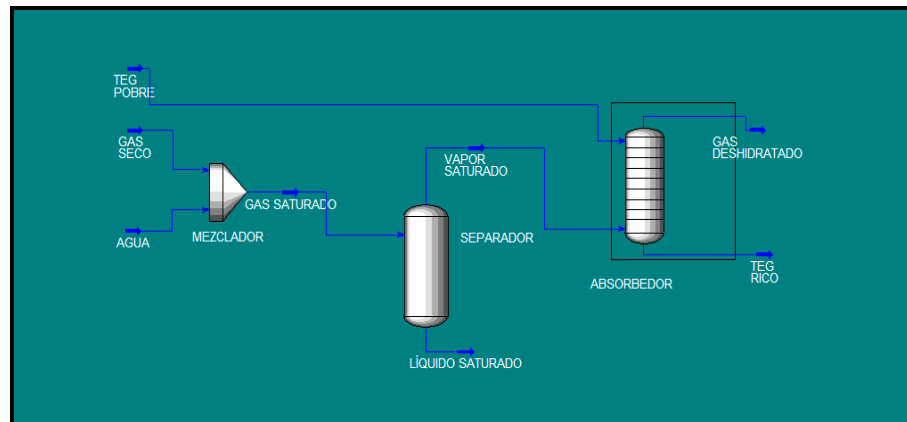 TEG
POBRE
GAS
SECO
AGUA
MEZCLADOR
GAS SATURADO
VAPOR
SATURADO
SEPARADOR
LÍQUIDO SATURADO
GAS
DESHIDRATADO
TEG
RICO
ABSORBEDOR